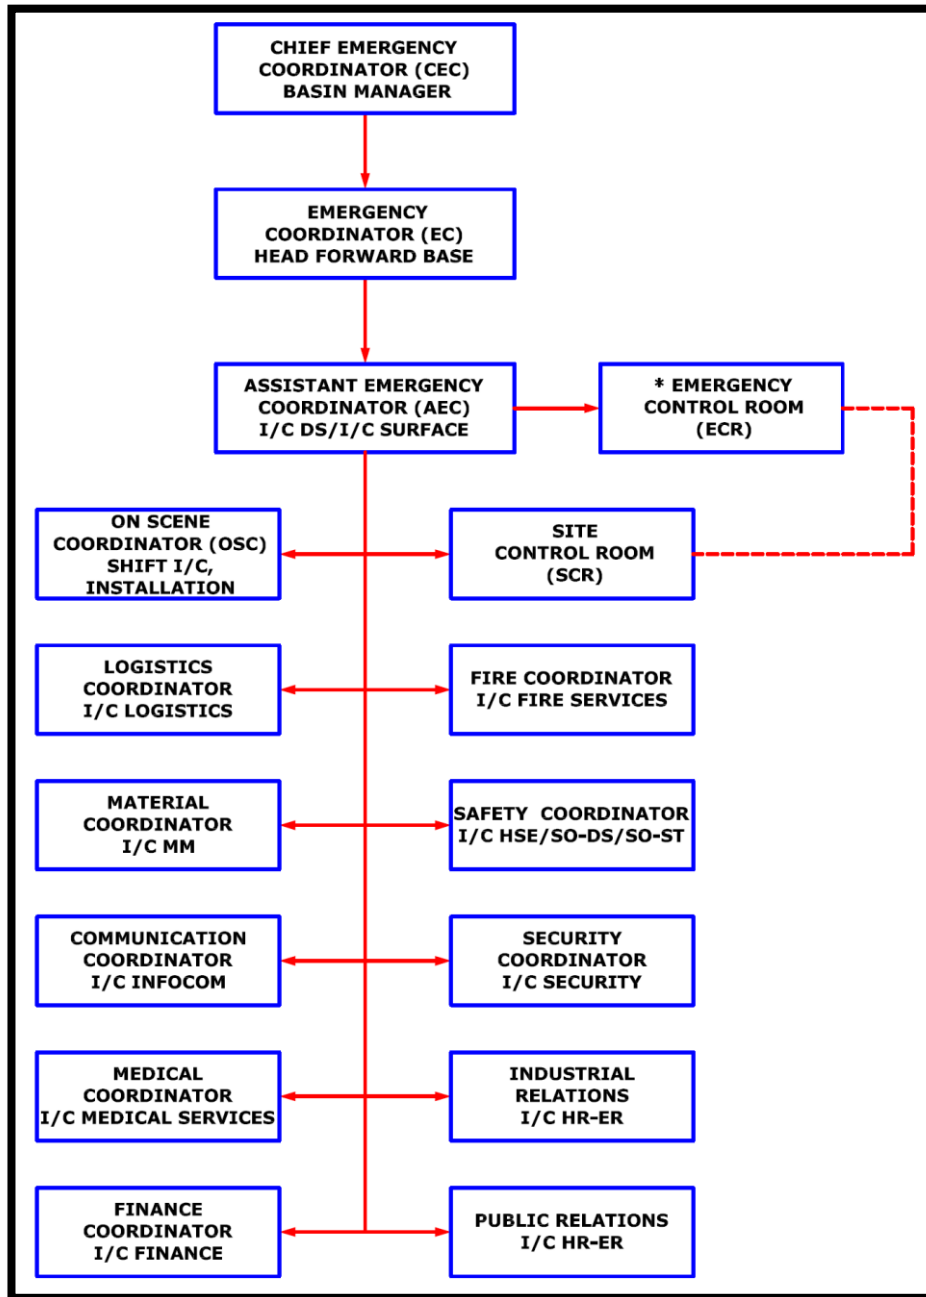 CHIEF EMERGENCY
COORDINATOR (CEC)
BASIN MANAGER
EMERGENCY
COORDINATOR (EC)
HEAD FORWARD BASE
ASSISTANT EMERGENCY
COORDINATOR (AEC)
I/C DS/I/C SURFACE
* EMERGENCY
CONTROL ROOM
(ECR)
ON SCENE
COORDINATOR (OSC)
SHIFT I/C,
INSTALLATION
SITE
CONTROL ROOM
(SCR)
LOGISTICS
COORDINATOR
I/C LOGISTICS
FIRE COORDINATOR
I/C FIRE SERVICES
MATERIAL
COORDINATOR
I/C MM
SAFETY COORDINATOR
I/C HSE/SO-DS/SO-ST
COMMUNICATION
COORDINATOR
I/C INFOCOM
SECURITY
COORDINATOR
I/C SECURITY
MEDICAL
COORDINATOR
I/C MEDICAL SERVICES
INDUSTRIAL
RELATIONS
I/C HR-ER
FINANCE
COORDINATOR
I/C FINANCE
PUBLIC RELATIONS
I/C HR-ER